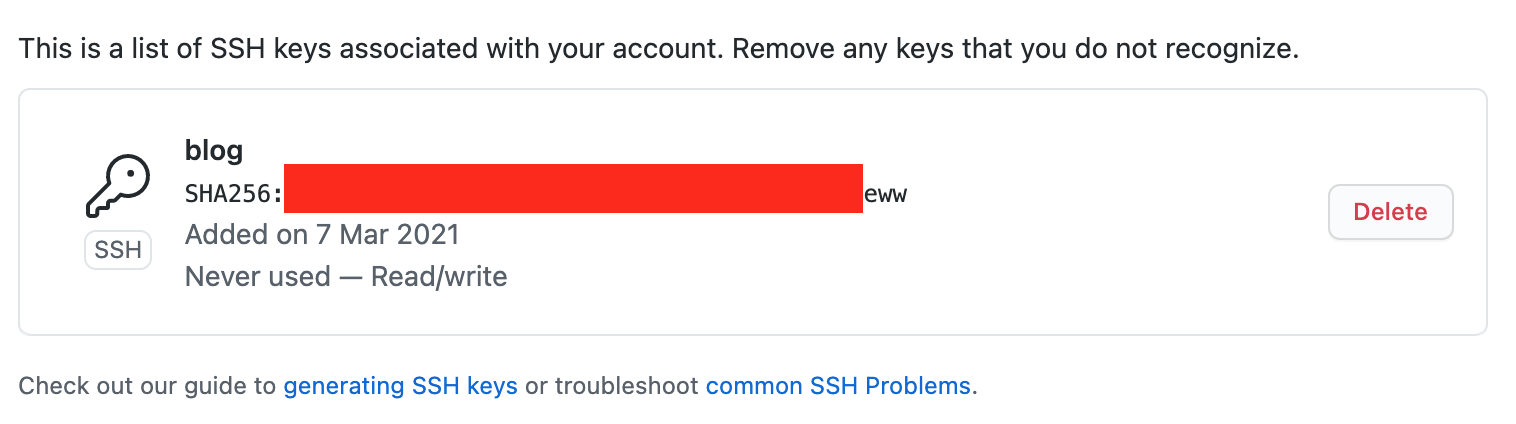 This is a list of SSH keys associated with your account. Remove any keys that you do not recognize.
blog
SHA256: eww
Added on 7 Mar 2021
Never used — Read/write
SSH
Delete
Check out our guide to generating SSH keys or troubleshoot common SSH Problems.